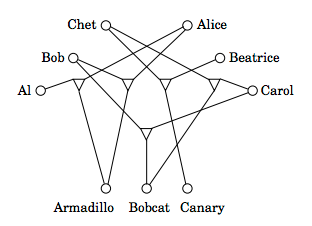 Chet Alice
Bob Beatrice
Al Carol
Armadillo Bobcat Canary